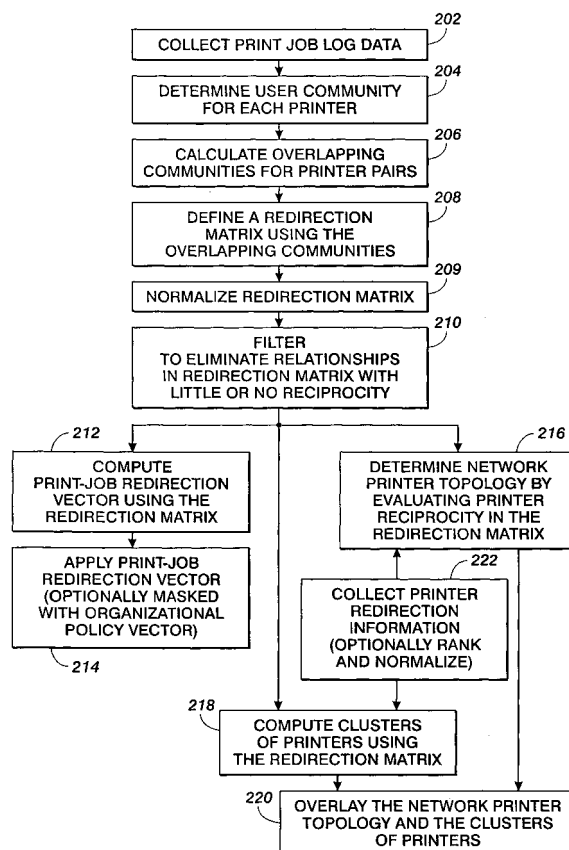 202
COLLECT PRINT JOB LOG DATA
204
DETERMINE USER COMMUNITY
FOR EACH PRINTER
206
CALCULATE OVERLAPPING
COMMUNITIES FOR PRINTER PAIRS
208
DEFINE A REDIRECTION
MATRIX USING THE
OVERLAPPING COMMUNITIES
209
NORMALIZE REDIRECTION MATRIX
210
FILTER
TO ELIMINATE RELATIONSHIPS
IN REDIRECTION MATRIX WITH
LITTLE OR NO RECIPROCITY
212
COMPUTE
PRINT-JOB REDIRECTION
VECTOR USING THE
REDIRECTION MATRIX
216
DETERMINE NETWORK
PRINTER TOPOLOGY BY
EVALUATING PRINTER
RECIPROCITY IN THE
REDIRECTION MATRIX
APPLY PRINT-JOB
REDIRECTION VECTOR
(OPTIONALLY MASKED
WITH ORGANIZATIONAL
POLICY VECTOR)
214
222
COLLECT PRINTER
REDIRECTION
INFORMATION
(OPTIONALLY RANK
AND NORMALIZE)
218
COMPUTE CLUSTERS
OF PRINTERS USING
THE REDIRECTION MATRIX
220
OVERLAY THE NETWORK PRINTER
TOPOLOGY AND THE CLUSTERS
OF PRINTERS